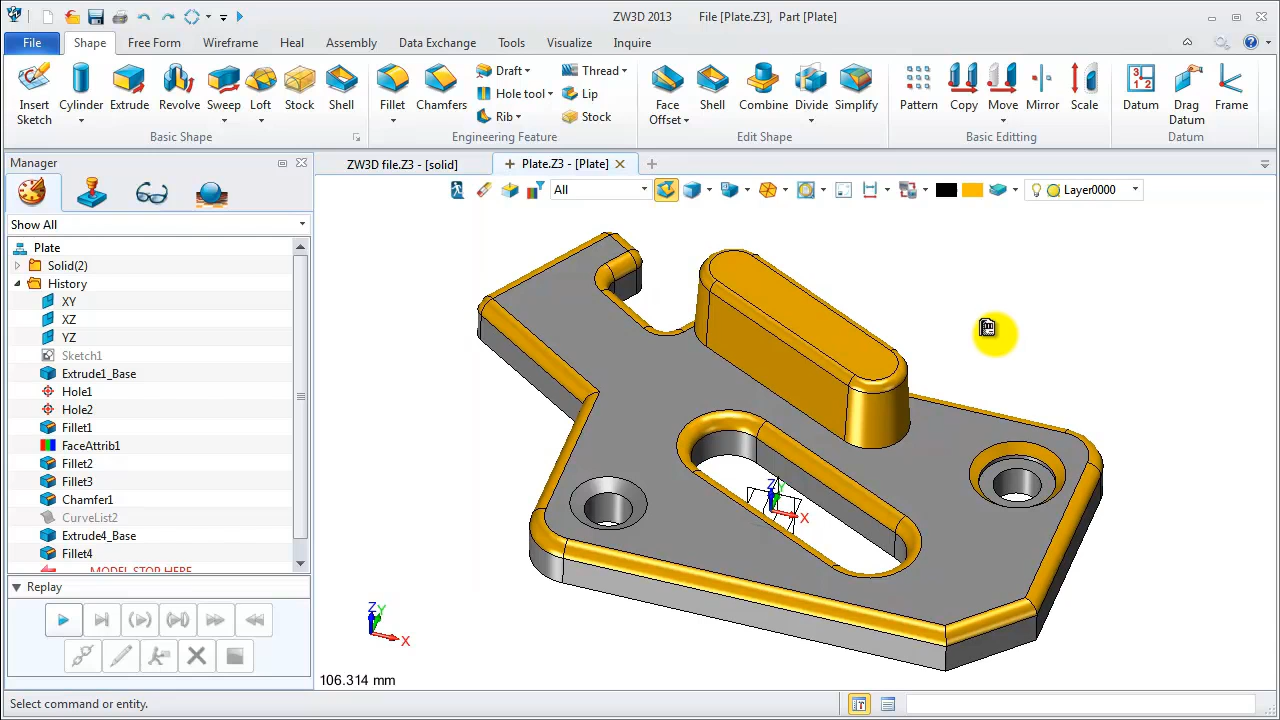 ZW3D 2013 File [Plate.Z3], Part [Plate]
File Shape Free Form Wireframe Heal Assembly Data Exchange Tools Visualize Inquire
Insert Sketch
Cylinder
Extrude
Revolve
Sweep
Loft
Stock
Shell
Basic Shape
Fillet
Chamfers
Draft
Hole tool
Rib
Thread
Lip
Stock
Engineering Feature
Face Offset
Shell
Combine
Divide
Simplify
Edit Shape
Pattern
Copy
Move
Mirror
Scale
Basic Editing
Datum
Drag Datum
Frame
Datum
Manager
ZW3D file.Z3 - [solid]
Plate.Z3 - [Plate]
All
Layer0000
Show All
Plate
Solid(2)
History
XY
XZ
YZ
Sketch1
Extrude1_Base
Hole1
Hole2
Fillet1
FaceAttrib1
Fillet2
Fillet3
Chamfer1
CurveList2
Extrude4_Base
Fillet4
MODEL STOP HERE
Replay
Z
Y
X
Z
Y
X
106.314 mm
Select command or entity.